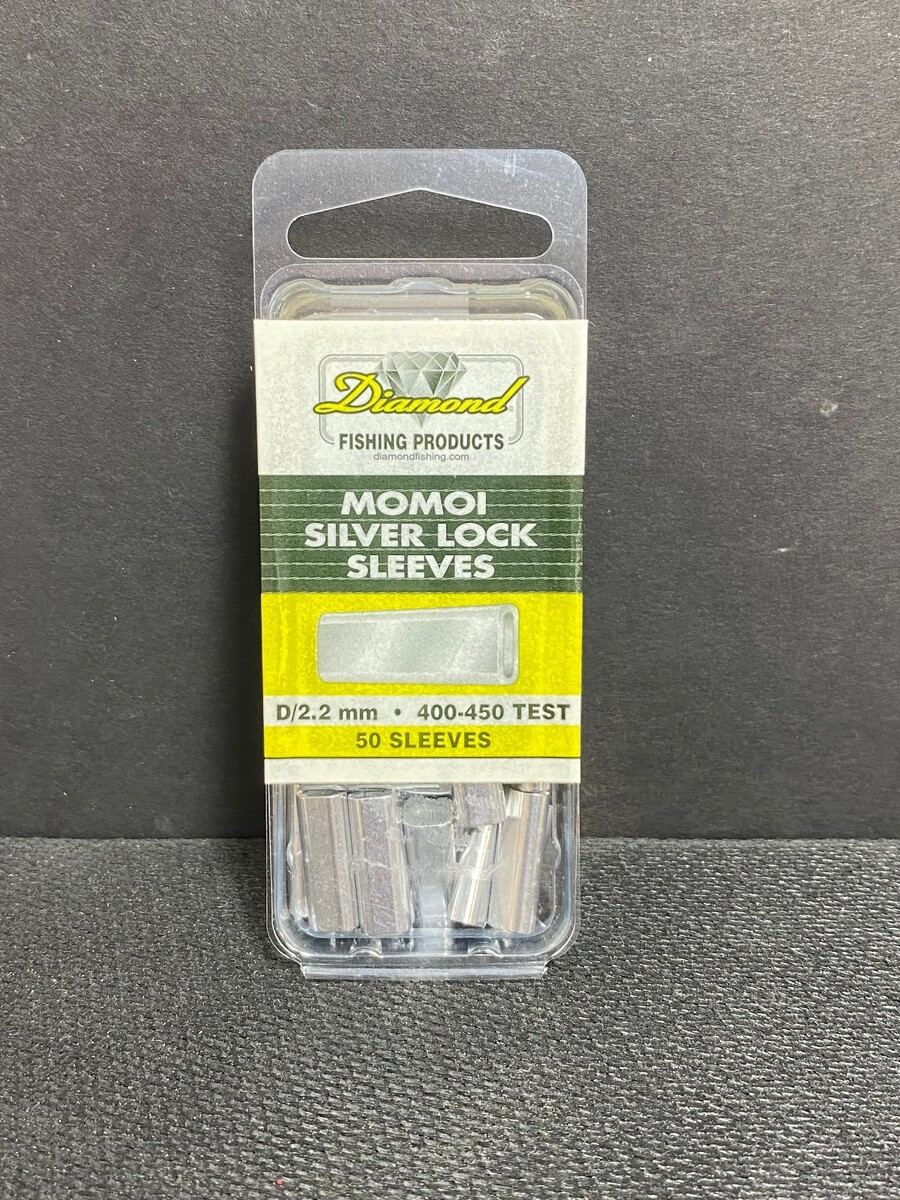 Diamond
FISHING PRODUCTS
diamondfishing.com
MOMOI
SILVER LOCK
SLEEVES
D/2.2 mm • 400-450 TEST
50 SLEEVES